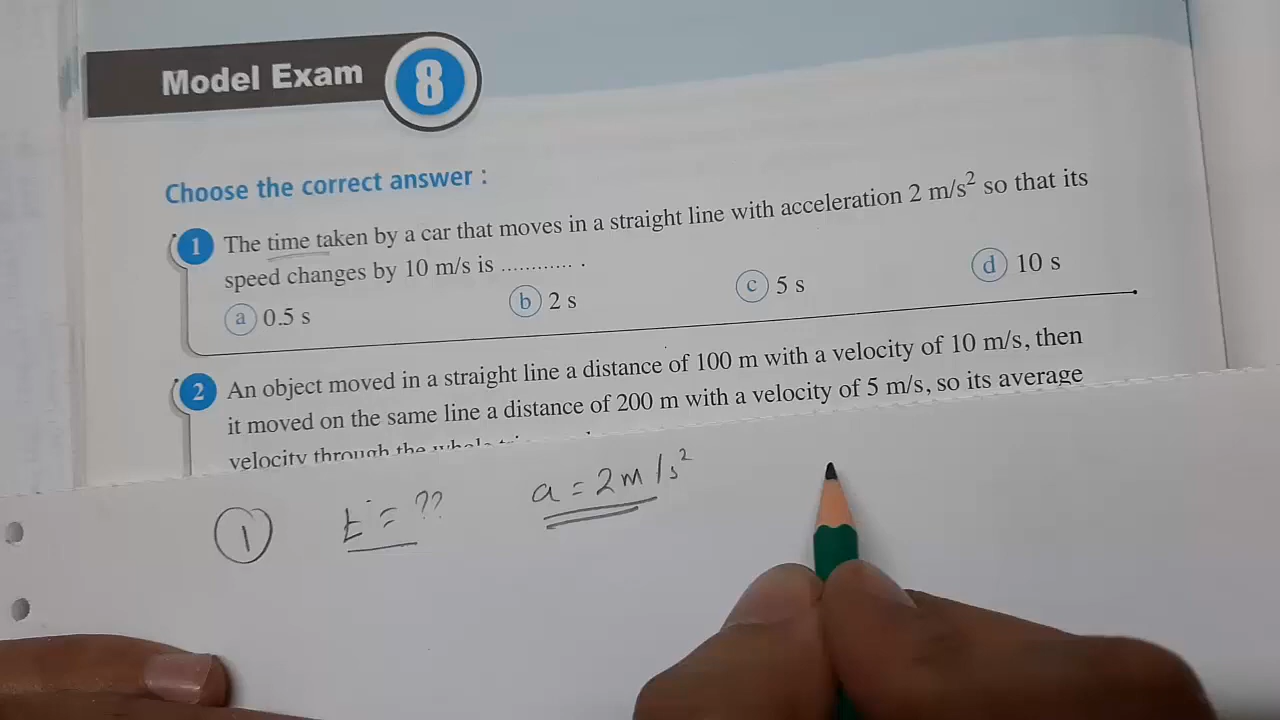 Model Exam 8
Choose the correct answer :
1 The time taken by a car that moves in a straight line with acceleration 2 m/s² so that its
speed changes by 10 m/s is ............ .
a 0.5 s b 2 s c 5 s d 10 s
2 An object moved in a straight line a distance of 100 m with a velocity of 10 m/s, then
it moved on the same line a distance of 200 m with a velocity of 5 m/s, so its average
velocity through the whole
1 t = ?? a = 2 m/s²